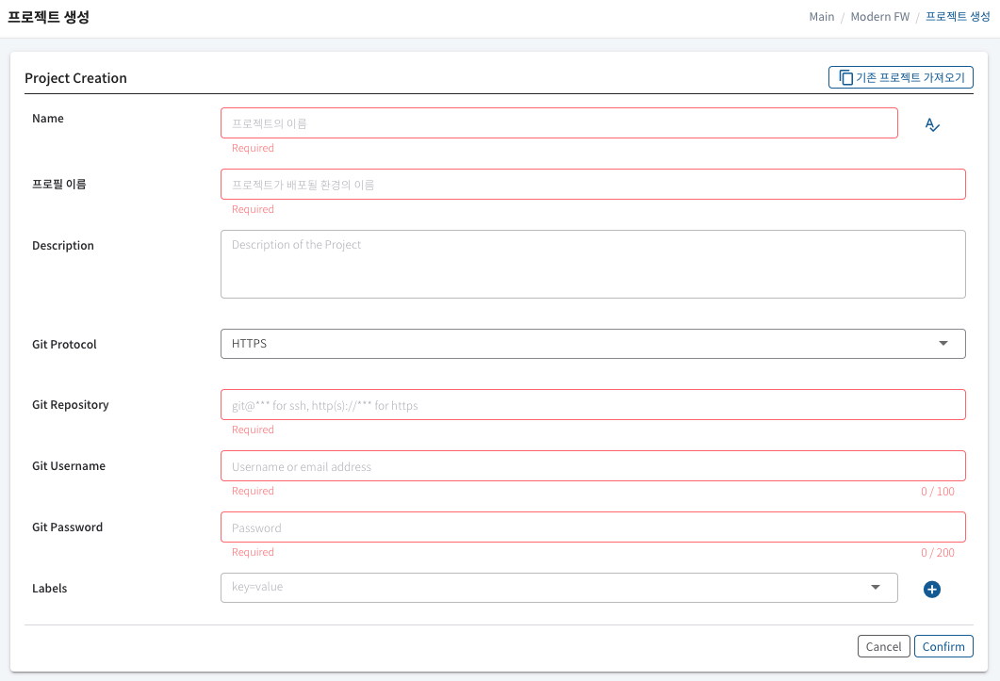 프로젝트 생성
Main / Modern FW / 프로젝트 생성
Project Creation
기존 프로젝트 가져오기
Name
프로젝트의 이름
Required
프로필 이름
프로젝트가 배포될 환경의 이름
Required
Description
Description of the Project
Git Protocol
HTTPS
Git Repository
git@*** for ssh, http(s)://*** for https
Required
Git Username
Username or email address
Required
0 / 100
Git Password
Password
Required
0 / 200
Labels
key=value
Cancel
Confirm